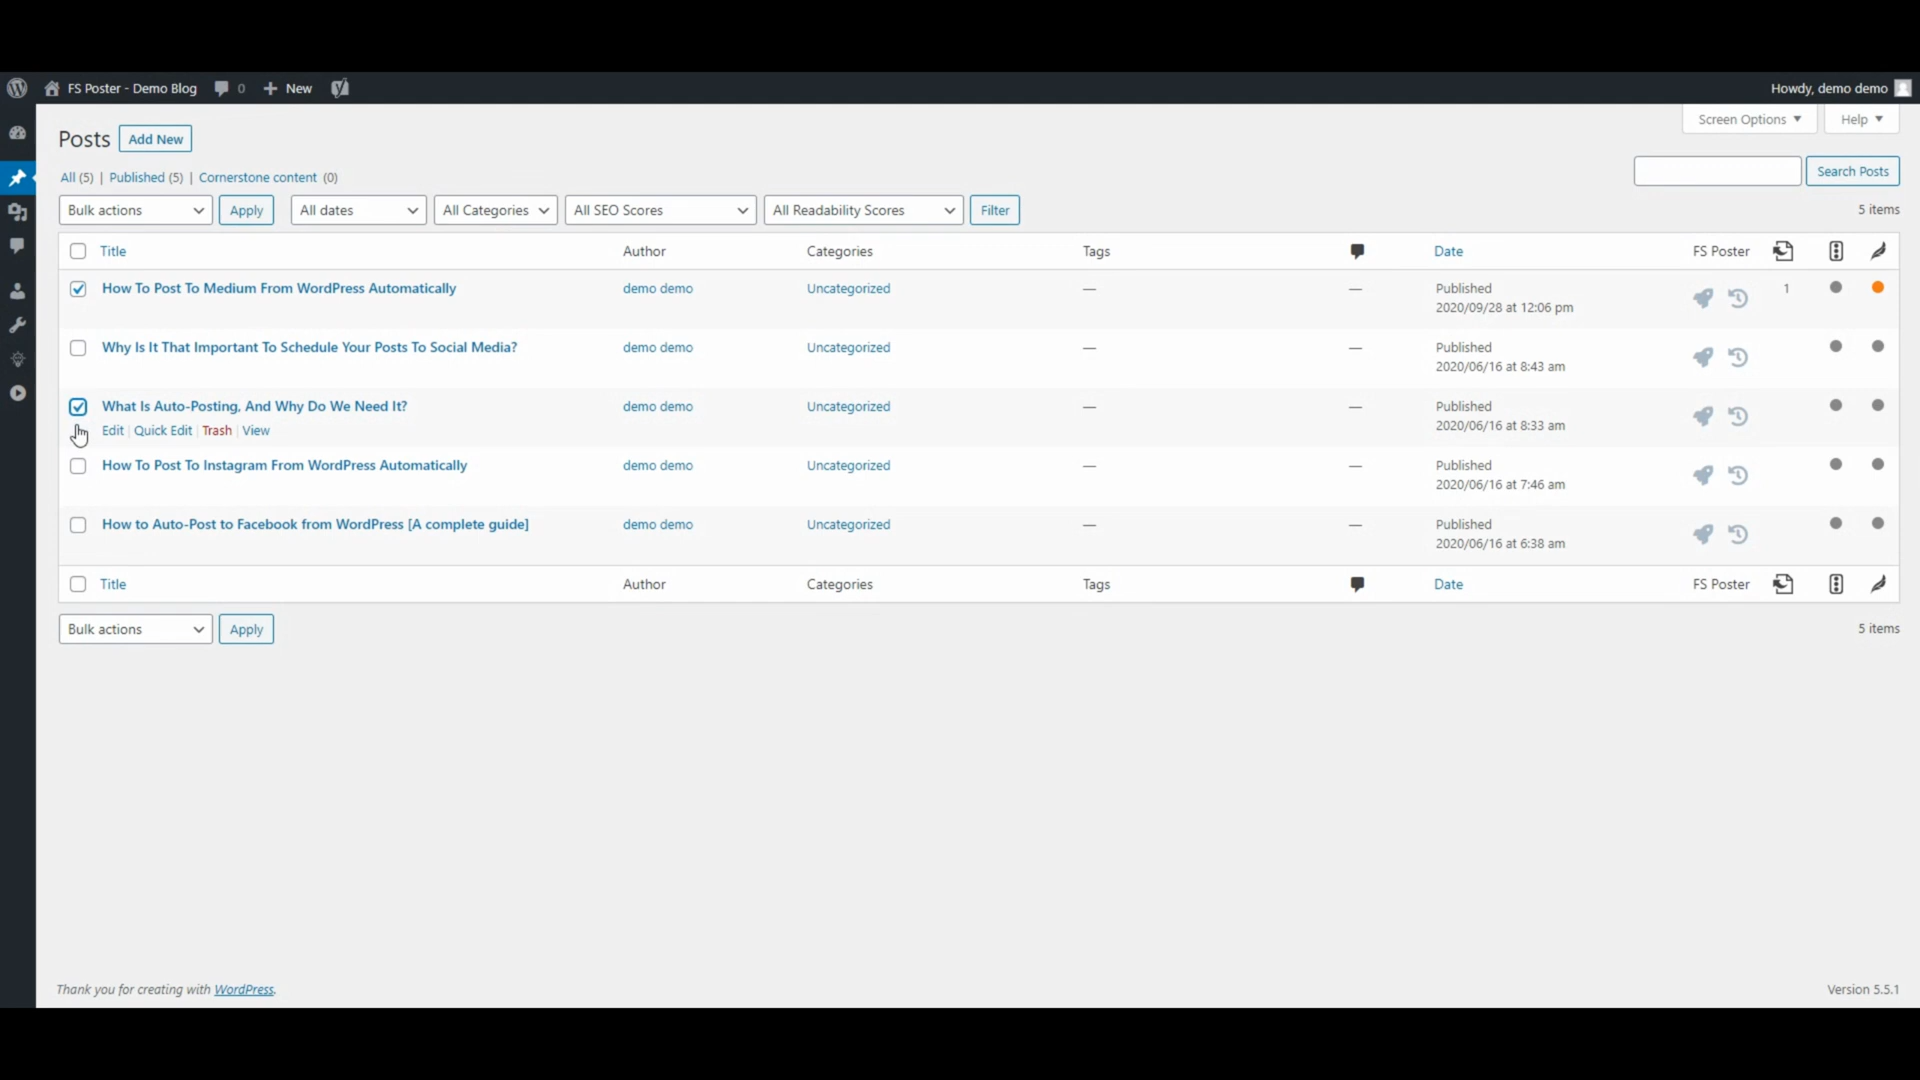 FS Poster - Demo Blog 0 New Howdy, demo demo
Screen Options Help
Posts Add New
All (5) | Published (5) | Cornerstone content (0) Search Posts
Bulk actions Apply All dates All Categories All SEO Scores All Readability Scores Filter 5 items
Title Author Categories Tags Date FS Poster
How To Post To Medium From WordPress Automatically demo demo Uncategorized — — Published 1
2020/09/28 at 12:06 pm
Why Is It That Important To Schedule Your Posts To Social Media? demo demo Uncategorized — — Published
2020/06/16 at 8:43 am
What Is Auto-Posting, And Why Do We Need It? demo demo Uncategorized — — Published
Edit | Quick Edit | Trash | View 2020/06/16 at 8:33 am
How To Post To Instagram From WordPress Automatically demo demo Uncategorized — — Published
2020/06/16 at 7:46 am
How to Auto-Post to Facebook from WordPress [A complete guide] demo demo Uncategorized — — Published
2020/06/16 at 6:38 am
Title Author Categories Tags Date FS Poster
Bulk actions Apply 5 items
Thank you for creating with WordPress. Version 5.5.1